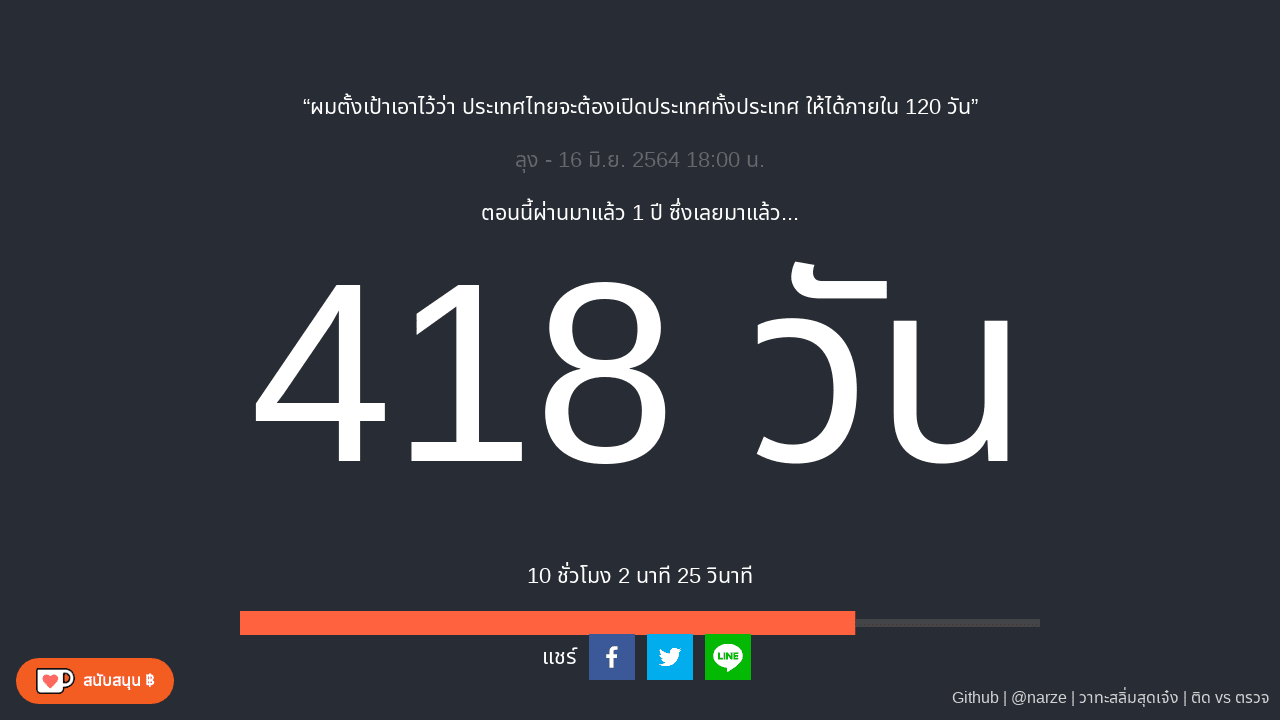 “ผมตั้งเป้าเอาไว้ว่า ประเทศไทยจะต้องเปิดประเทศทั้งประเทศ ให้ได้ภายใน 120 วัน”
ลุง - 16 มิ.ย. 2564 18:00 น.
ตอนนี้ผ่านมาแล้ว 1 ปี ซึ่งเลยมาแล้ว...
418 วัน
10 ชั่วโมง 2 นาที 25 วินาที
แชร์
LINE
สนับสนุน ฿
Github | @narze | วาทะสลิ่มสุดเจ๋ง | ติด vs ตรวจ